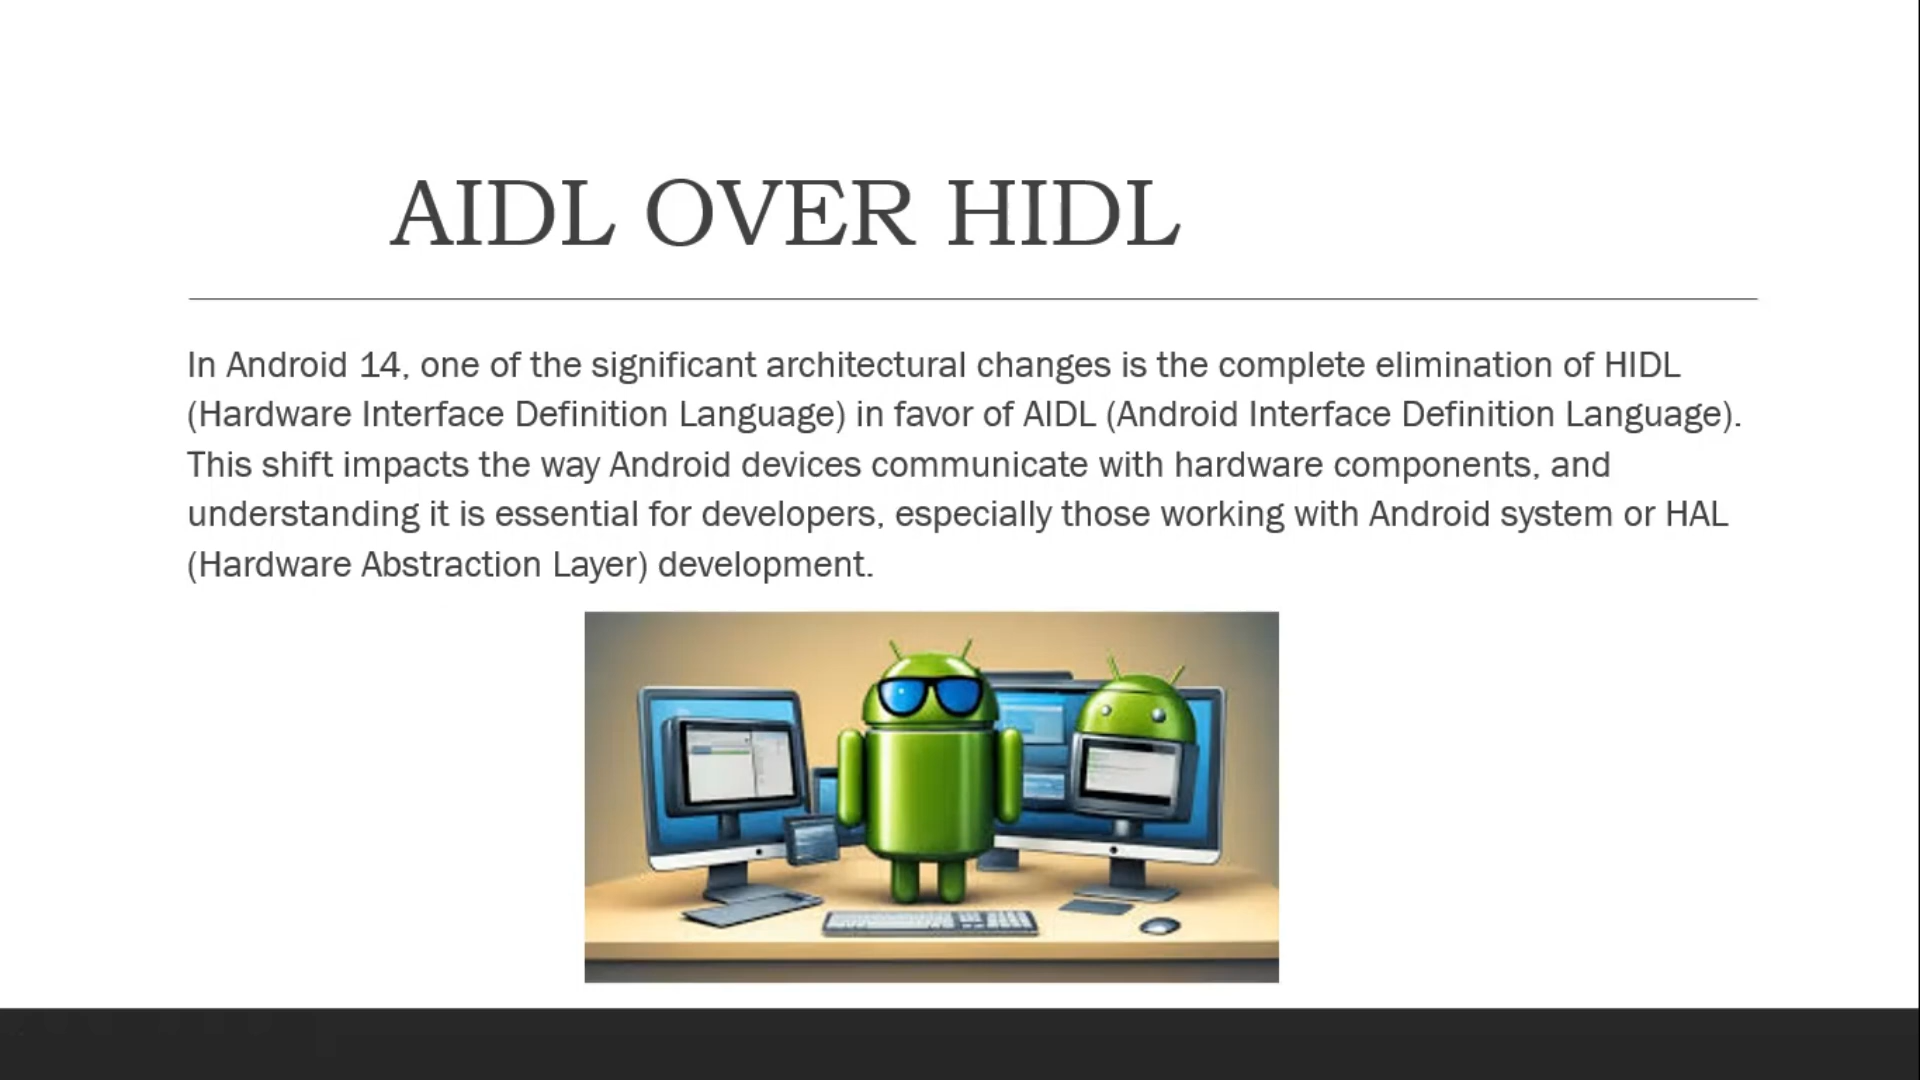 AIDL OVER HIDL
In Android 14, one of the significant architectural changes is the complete elimination of HIDL
(Hardware Interface Definition Language) in favor of AIDL (Android Interface Definition Language).
This shift impacts the way Android devices communicate with hardware components, and
understanding it is essential for developers, especially those working with Android system or HAL
(Hardware Abstraction Layer) development.